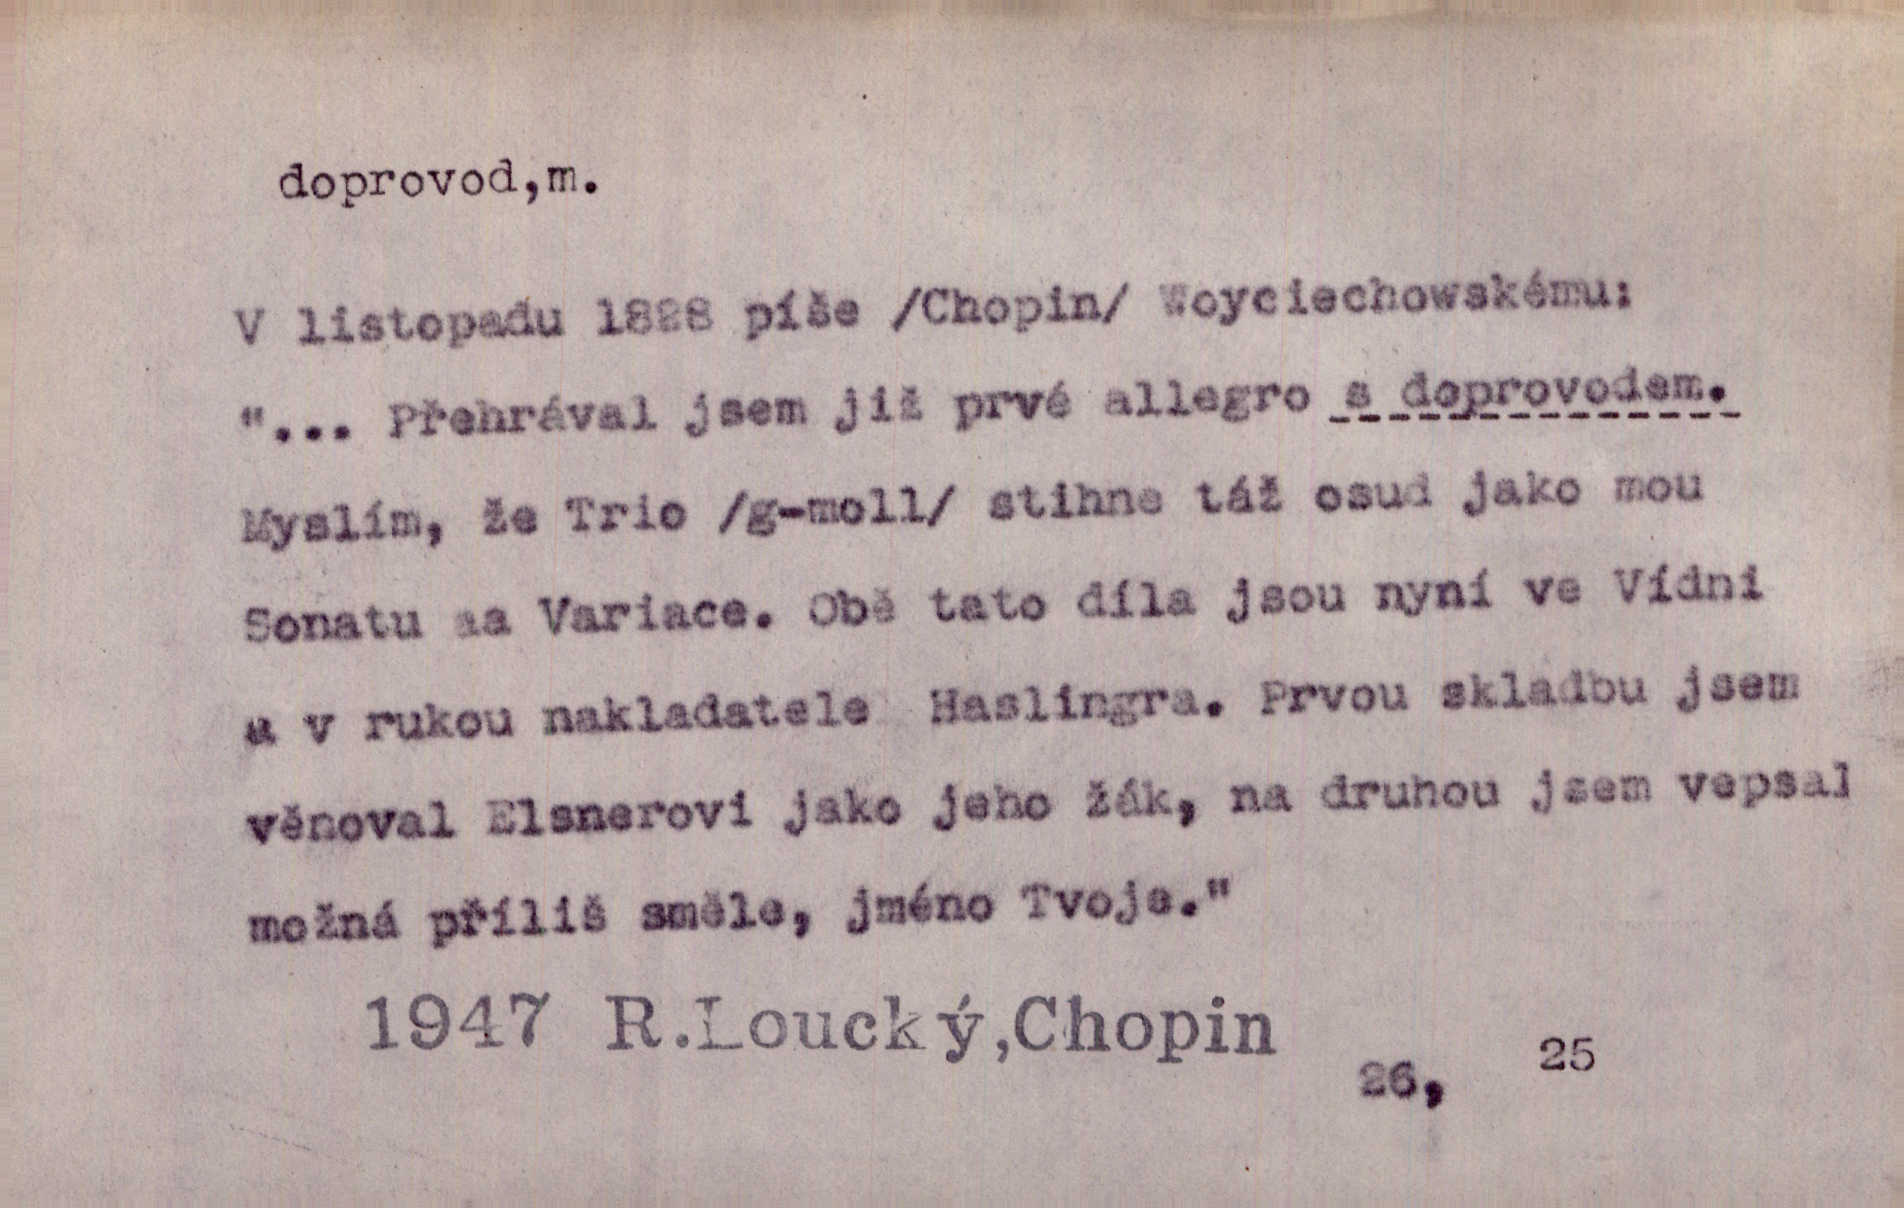 doprovod,m.
V listopadu 1828 píše /Chopin/ Woyciechowskému:
"... Přehrával jsem již prvé allegro s doprovodem.
Myslím, že Trio /g-moll/ stihne táž osud jako mou
Sonatu aa Variace. Obě tato díla jsou nyní ve Vídni
a v rukou nakladatele Haslingra. Prvou skladbu jsem
věnoval Elsnerovi jako jeho žák, na druhou jsem vepsal
možná příliš směle, jméno Tvoje."
1947 R.Loucký,Chopin
26, 25